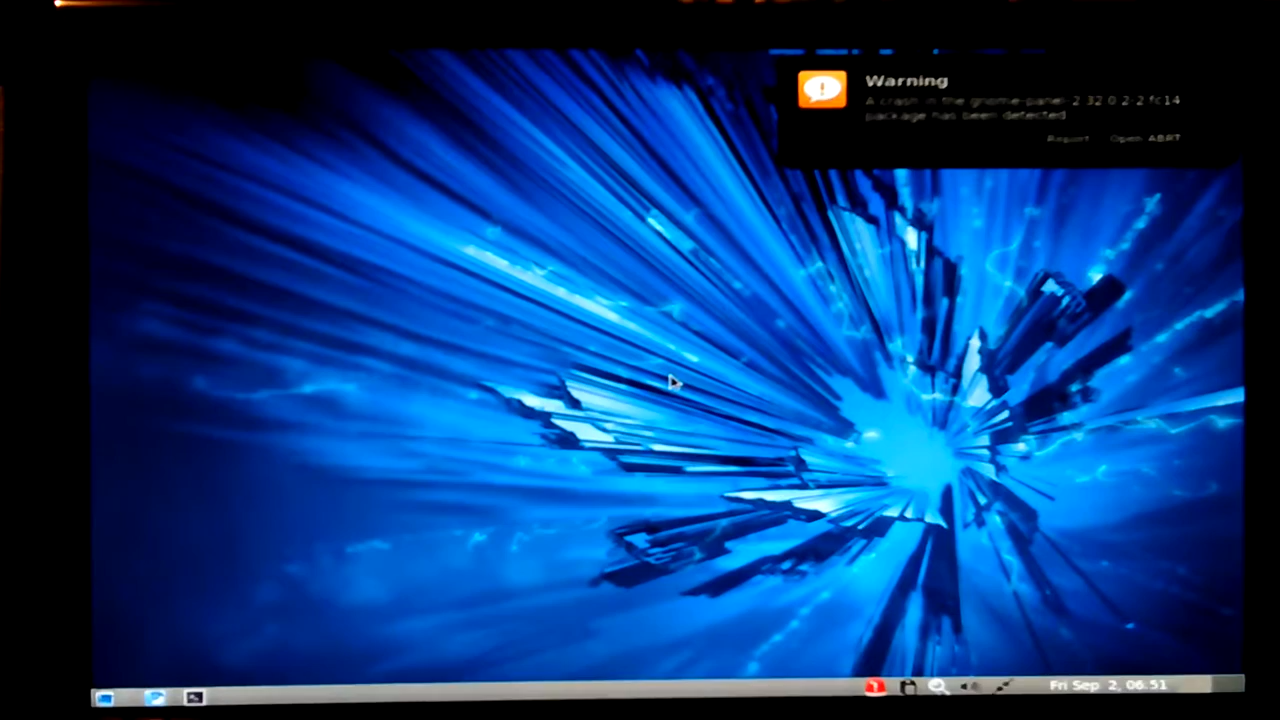 Warning
A crash in the gnome-panel-2.32.0.2-2.fc14
package has been detected
Report Open ABRT
Fri Sep 2, 06:51